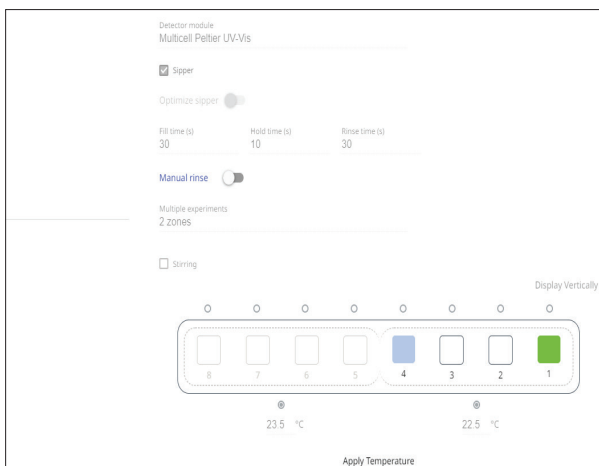 Detector module
Multicell Peltier UV-Vis
Sipper
Optimize sipper
Fill time (s) Hold time (s) Rinse time (s)
30 10 30
Manual rinse
Multiple experiments
2 zones
Stirring
Display Vertically
8 7 6 5 4 3 2 1
23.5 °C 22.5 °C
Apply Temperature